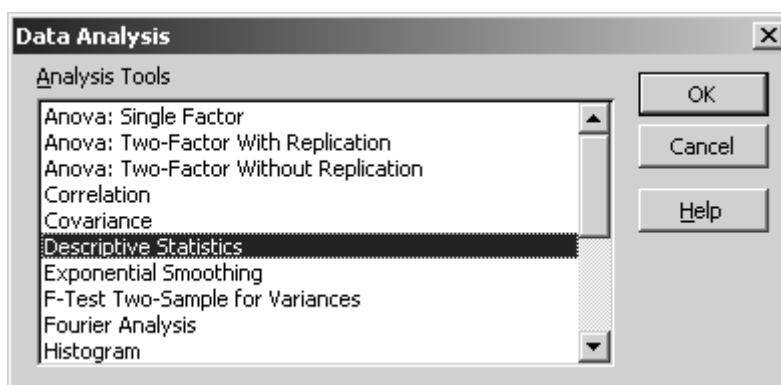 Data Analysis
Analysis Tools
Anova: Single Factor
Anova: Two-Factor With Replication
Anova: Two-Factor Without Replication
Correlation
Covariance
Descriptive Statistics
Exponential Smoothing
F-Test Two-Sample for Variances
Fourier Analysis
Histogram
OK
Cancel
Help